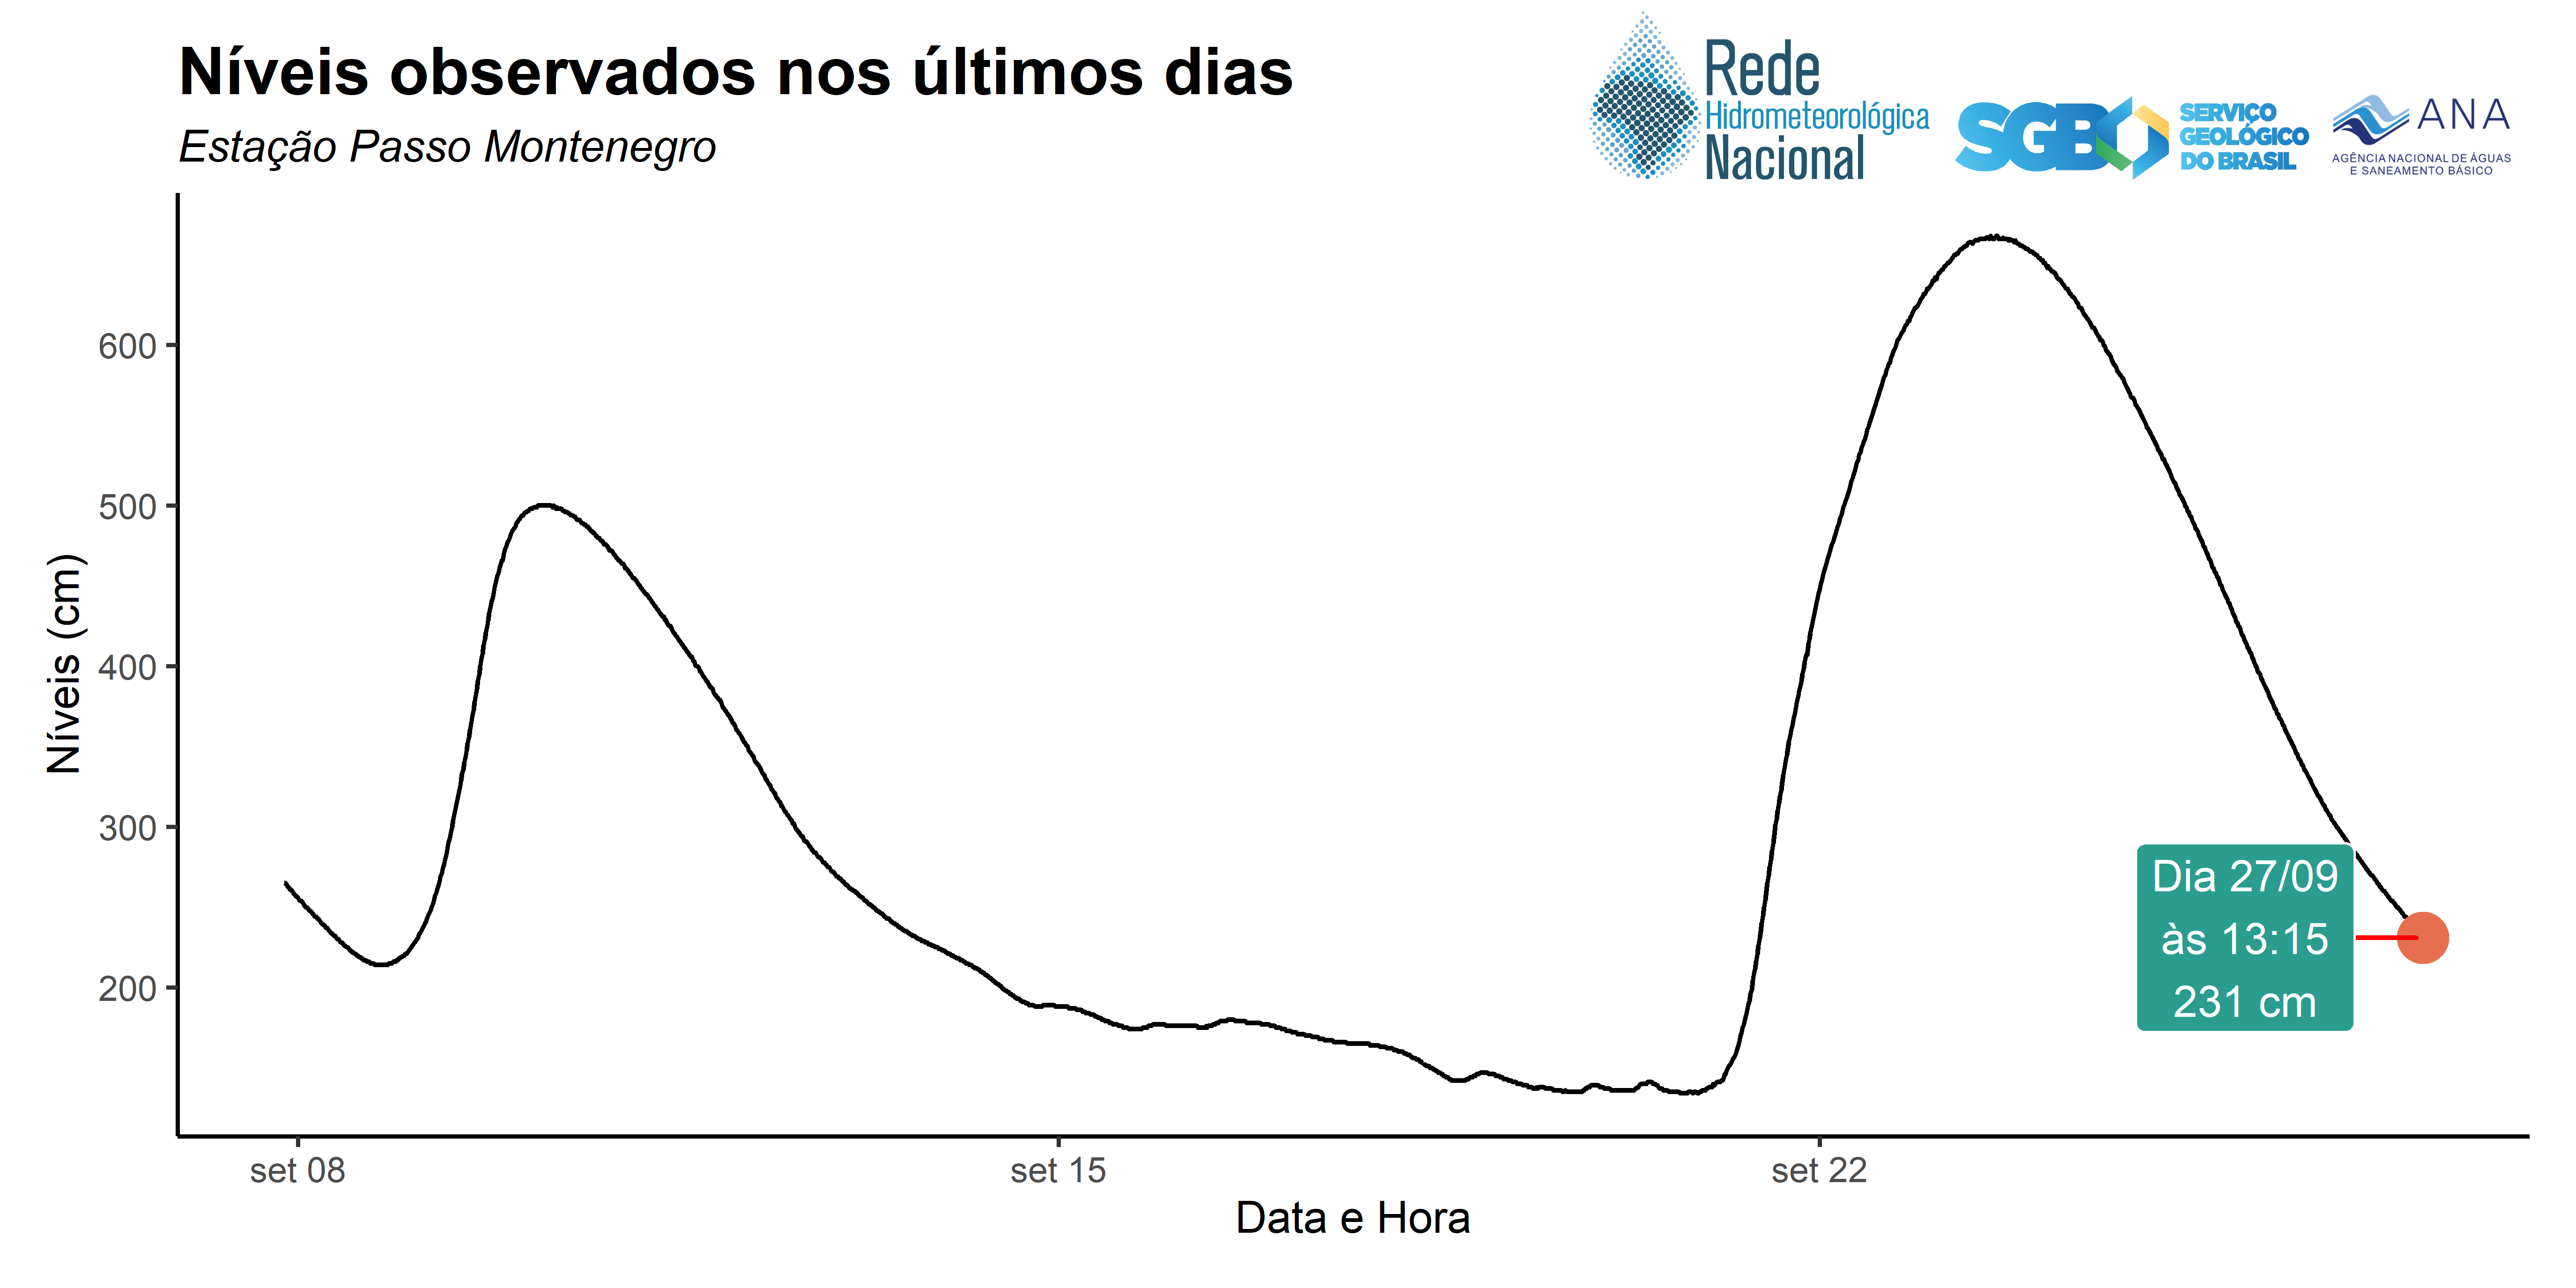 Níveis observados nos últimos dias
Estação Passo Montenegro
Rede
Hidrometeorológica
Nacional
SGB
SERVIÇO
GEOLÓGICO
DO BRASIL
ANA
AGÊNCIA NACIONAL DE ÁGUAS
E SANEAMENTO BÁSICO
Níveis (cm)
600
500
400
300
200
Dia 27/09
às 13:15
231 cm
set 08
set 15
set 22
Data e Hora